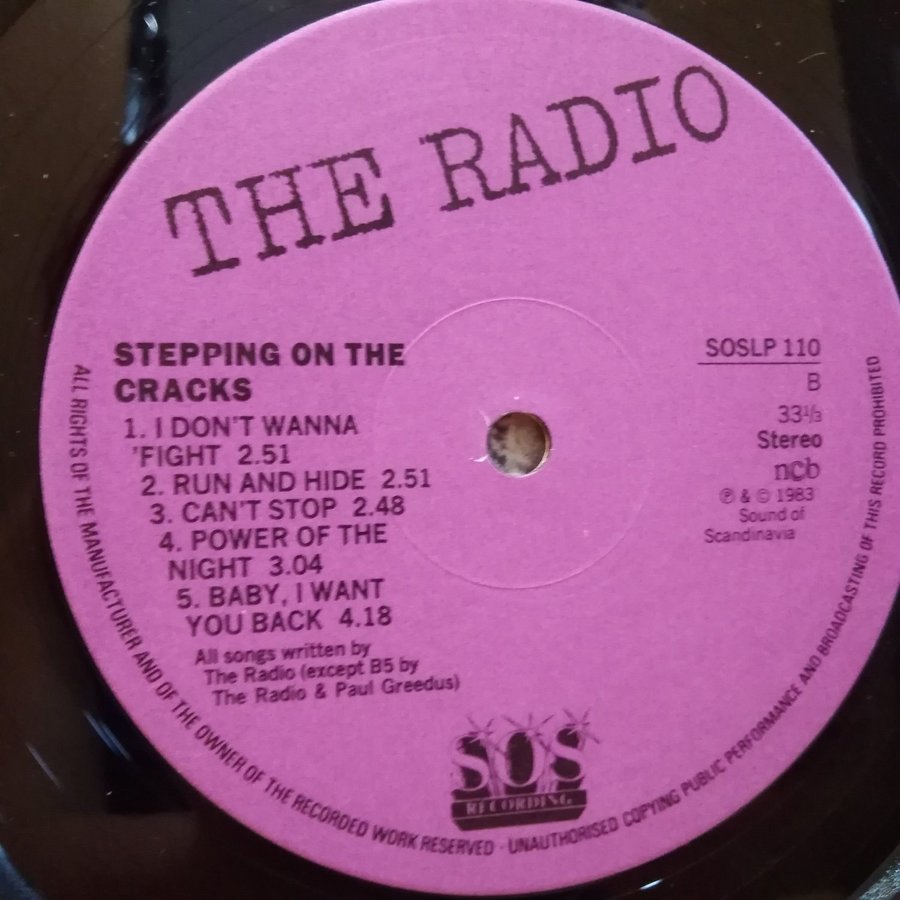 THE RADIO
STEPPING ON THE
CRACKS
1. I DON'T WANNA
'FIGHT 2.51
2. RUN AND HIDE 2.51
3. CAN'T STOP 2.48
4. POWER OF THE
NIGHT 3.04
5. BABY, I WANT
YOU BACK 4.18
All songs written by
The Radio (except B5 by
The Radio & Paul Greedus)
SOSLP 110
B
33⅓
Stereo
ncb
℗ & © 1983
Sound of
Scandinavia
SOS
RECORDING
ALL RIGHTS OF THE MANUFACTURER AND OF THE OWNER OF THE RECORDED WORK RESERVED - UNAUTHORISED COPYING PUBLIC PERFORMANCE AND BROADCASTING OF THIS RECORD PROHIBITED